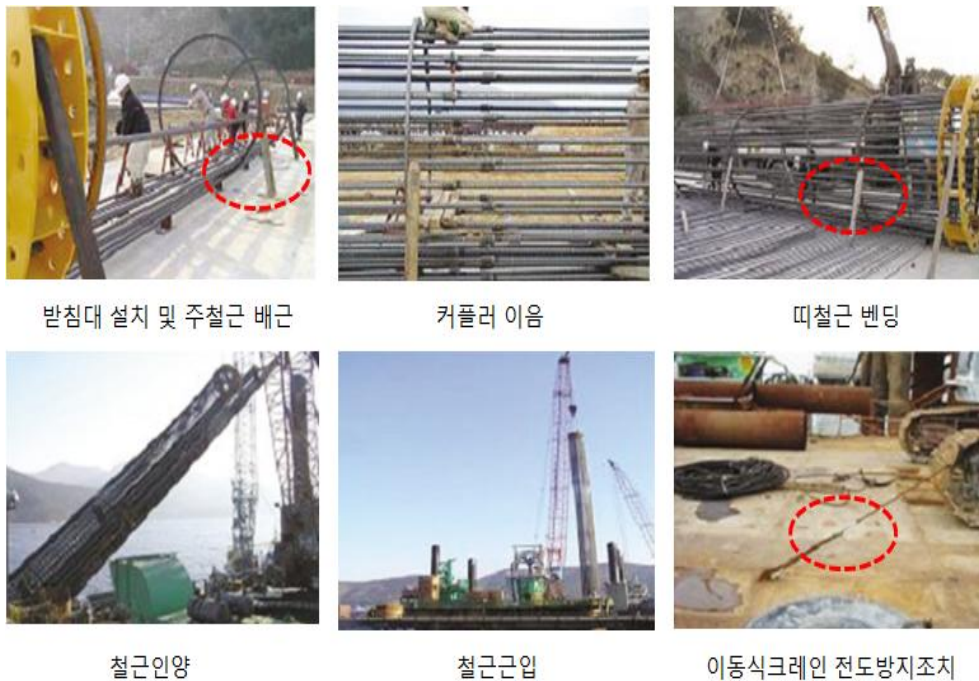 받침대 설치 및 주철근 배근
커플러 이음
띠철근 벤딩
철근인양
철근근입
이동식크레인 전도방지조치